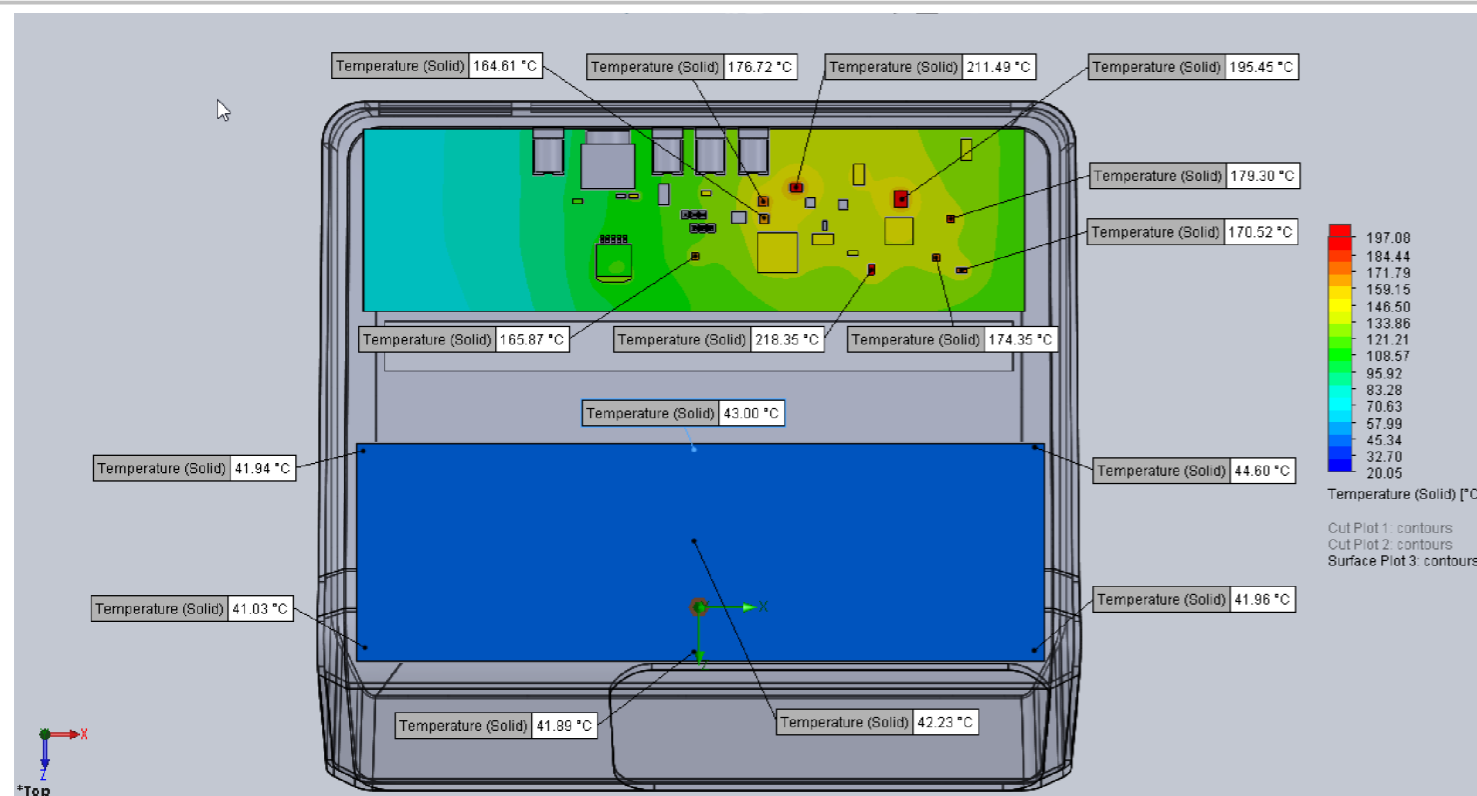 Temperature (Solid) 164.61 °C
Temperature (Solid) 176.72 °C
Temperature (Solid) 211.49 °C
Temperature (Solid) 195.45 °C
Temperature (Solid) 179.30 °C
Temperature (Solid) 170.52 °C
Temperature (Solid) 165.87 °C
Temperature (Solid) 218.35 °C
Temperature (Solid) 174.35 °C
197.08
184.44
171.79
159.15
146.50
133.86
121.21
108.57
95.92
83.28
70.63
57.99
45.34
32.70
20.05
Temperature (Solid) [°C
Cut Plot 1: contours
Cut Plot 2: contours
Surface Plot 3: contours
Temperature (Solid) 43.00 °C
Temperature (Solid) 41.94 °C
Temperature (Solid) 44.60 °C
Temperature (Solid) 41.03 °C
Temperature (Solid) 41.96 °C
X
Temperature (Solid) 41.89 °C
Temperature (Solid) 42.23 °C
X
Z
*Top